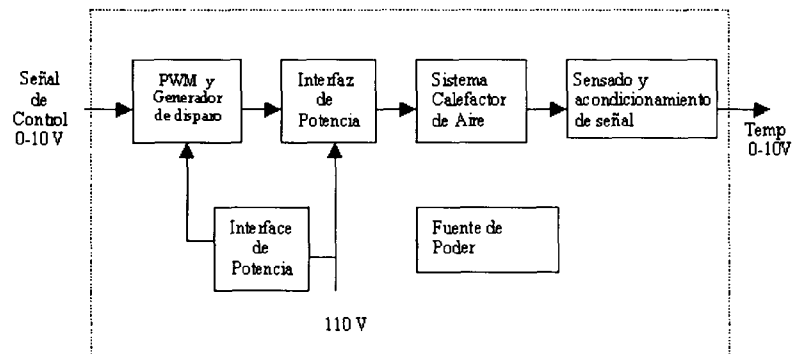 Señal
de
Control
0-10 V
PWM y
Generador
de disparo
Interfaz
de
Potencia
Sistema
Calefactor
de Aire
Sensado y
acondicionamiento
de señal
Temp
0-10V
Interface
de
Potencia
Fuente de
Poder
110 V